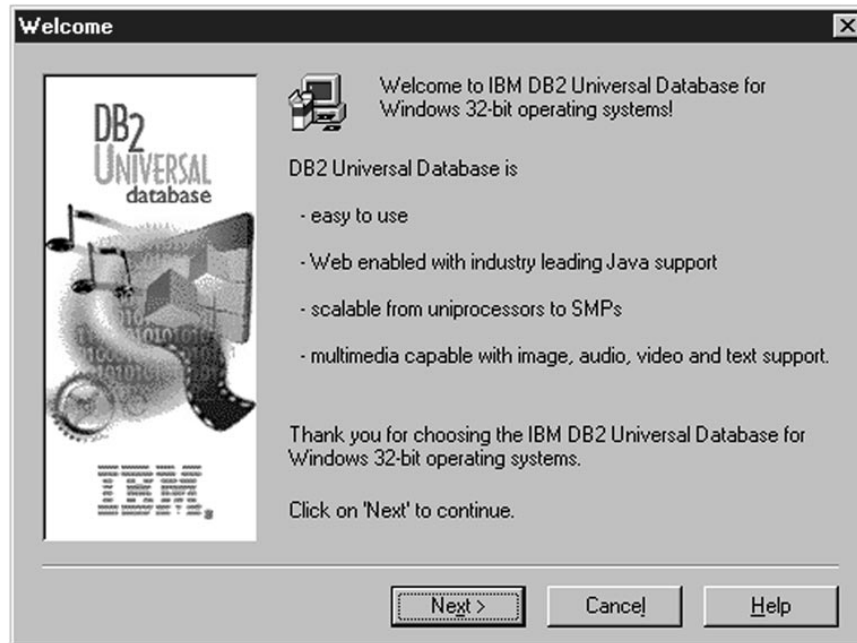 Welcome
DB2
UNIVERSAL
database
IBM
Welcome to IBM DB2 Universal Database for
Windows 32-bit operating systems!
DB2 Universal Database is
- easy to use
- Web enabled with industry leading Java support
- scalable from uniprocessors to SMPs
- multimedia capable with image, audio, video and text support.
Thank you for choosing the IBM DB2 Universal Database for
Windows 32-bit operating systems.
Click on 'Next' to continue.
Next >
Cancel
Help